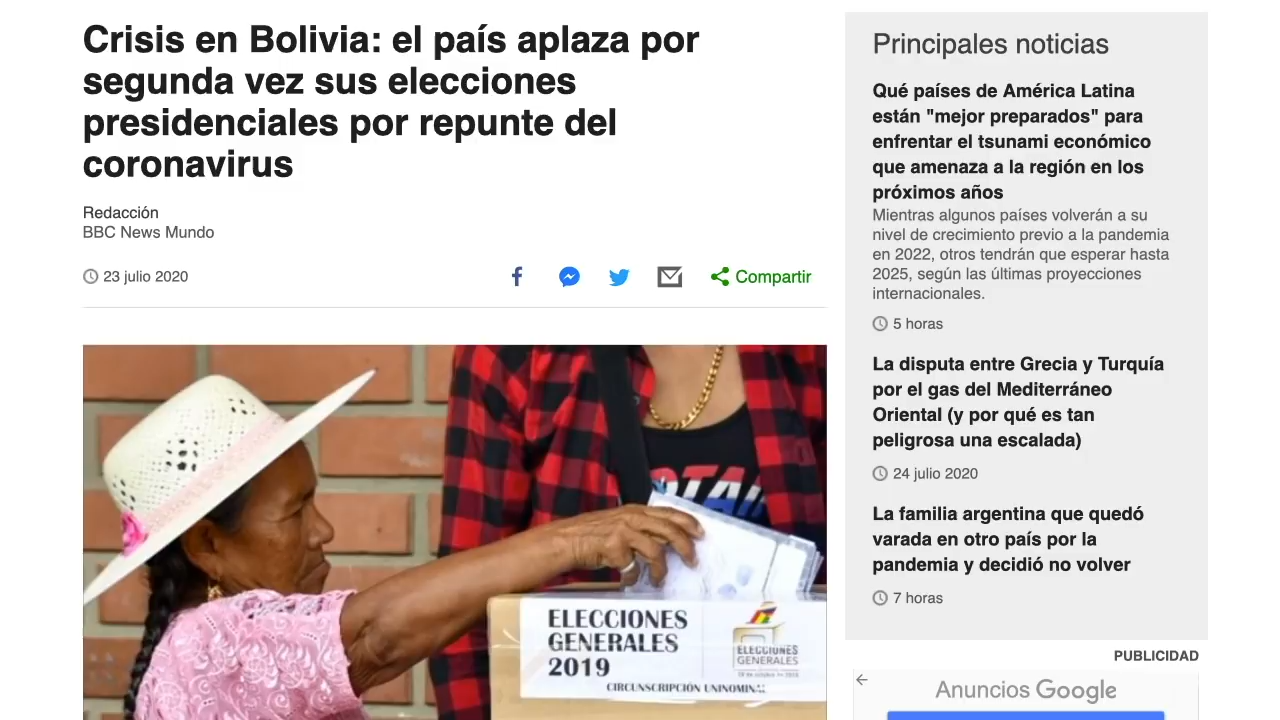 Crisis en Bolivia: el país aplaza por
segunda vez sus elecciones
presidenciales por repunte del
coronavirus
Redacción
BBC News Mundo
23 julio 2020
Compartir
ELECCIONES
GENERALES
2019
CIRCUNSCRIPCIÓN UNINOMINAL
ELECCIONES
GENERALES
Principales noticias
Qué países de América Latina
están "mejor preparados" para
enfrentar el tsunami económico
que amenaza a la región en los
próximos años
Mientras algunos países volverán a su
nivel de crecimiento previo a la pandemia
en 2022, otros tendrán que esperar hasta
2025, según las últimas proyecciones
internacionales.
5 horas
La disputa entre Grecia y Turquía
por el gas del Mediterráneo
Oriental (y por qué es tan
peligrosa una escalada)
24 julio 2020
La familia argentina que quedó
varada en otro país por la
pandemia y decidió no volver
7 horas
PUBLICIDAD
Anuncios Google